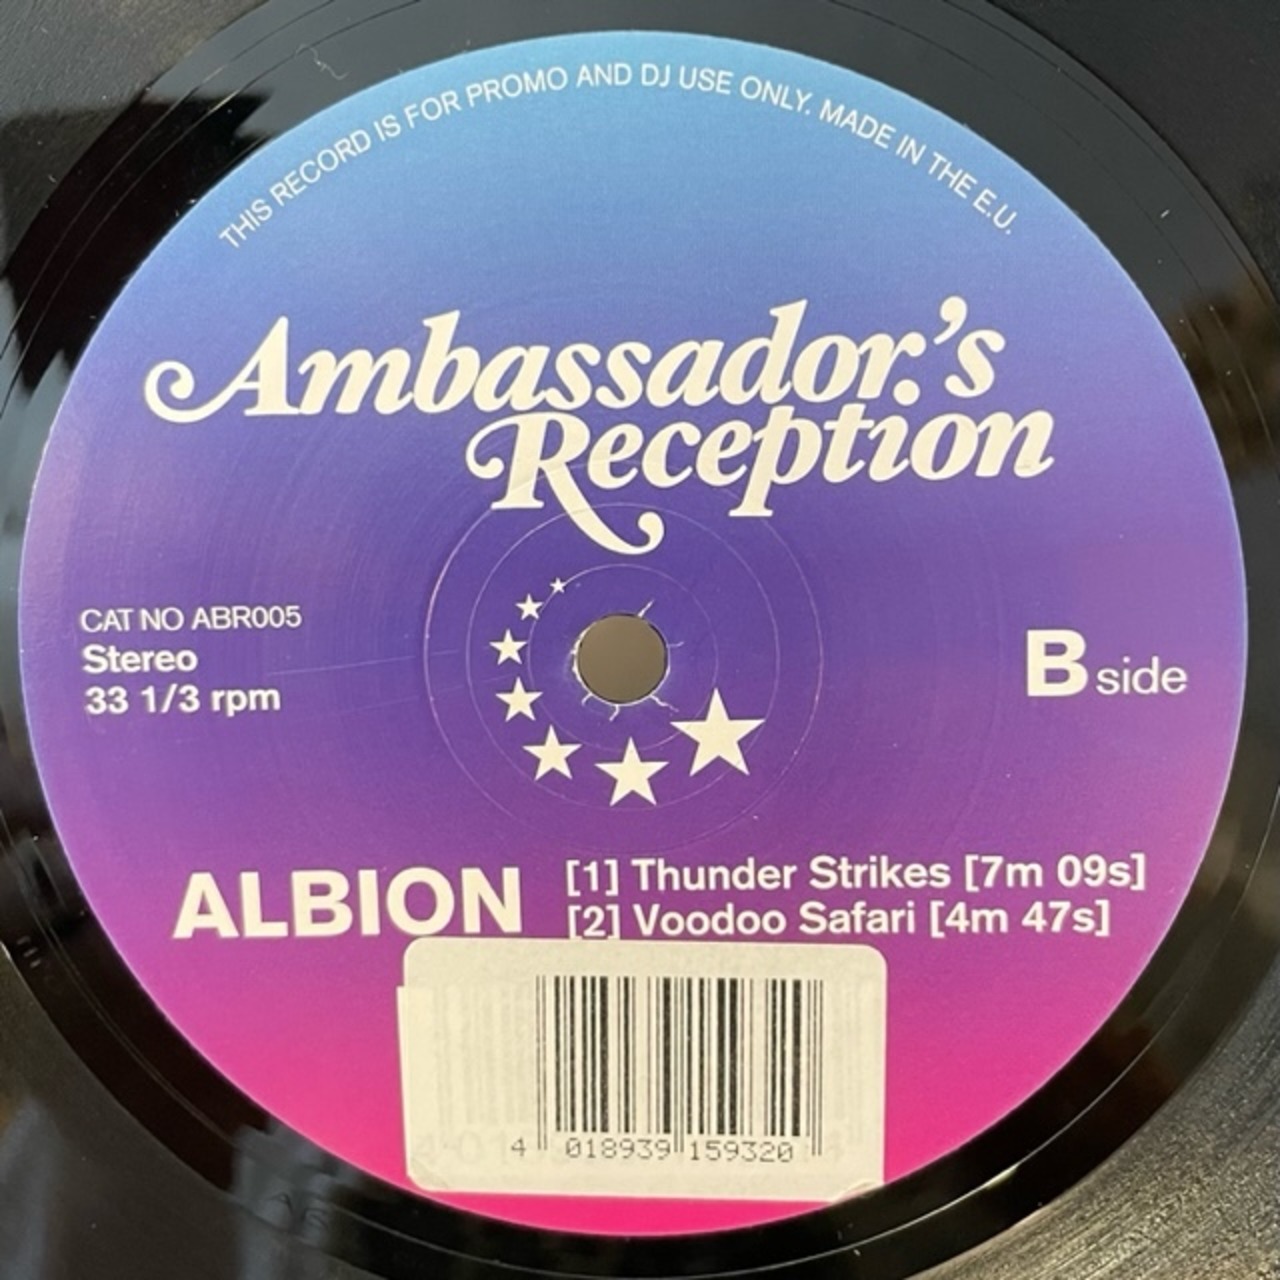 THIS RECORD IS FOR PROMO AND DJ USE ONLY. MADE IN THE E.U.
Ambassador.'s
Reception
CAT NO ABR005
Stereo
33 1/3 rpm
B side
ALBION
[1] Thunder Strikes [7m 09s]
[2] Voodoo Safari [4m 47s]
4 018939 159320